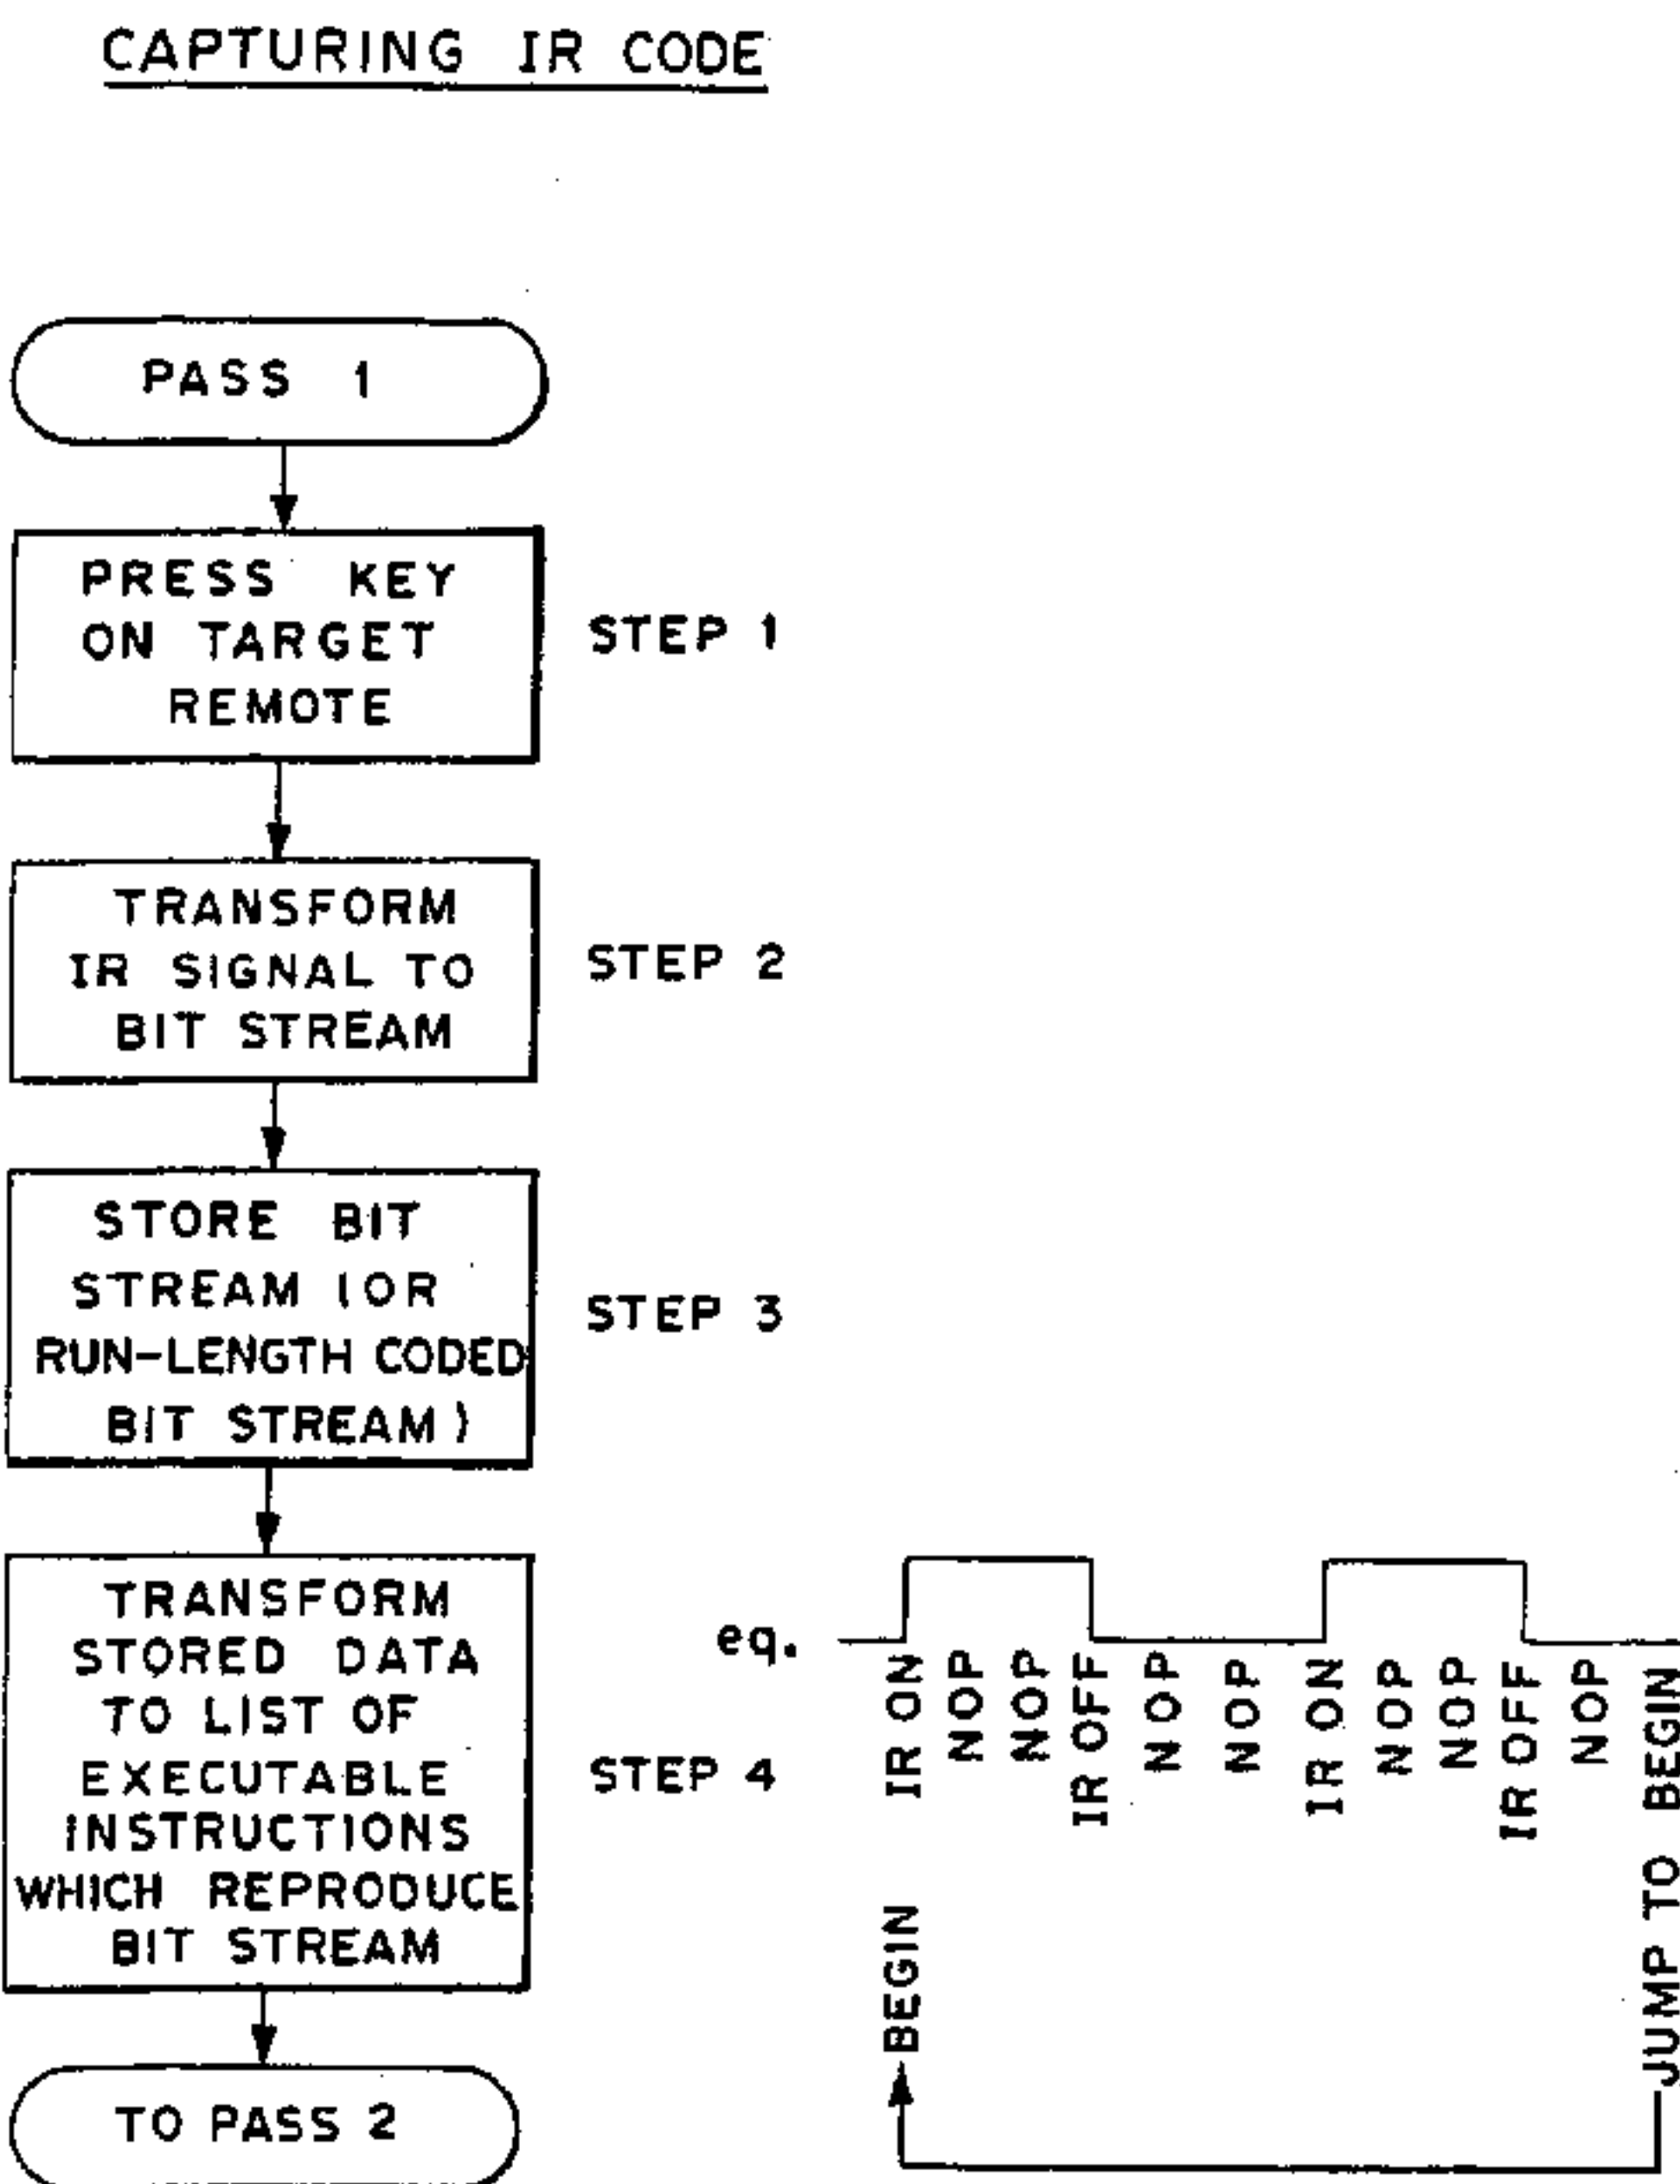 CAPTURING IR CODE
PASS 1
PRESS KEY
ON TARGET
REMOTE
STEP 1
TRANSFORM
IR SIGNAL TO
BIT STREAM
STEP 2
STORE BIT
STREAM (OR
RUN-LENGTH CODED
BIT STREAM)
STEP 3
TRANSFORM
STORED DATA
TO LIST OF
EXECUTABLE
INSTRUCTIONS
WHICH REPRODUCE
BIT STREAM
STEP 4
eq.
IR ON
NOP
NOP
IR OFF
NOP
NOP
IR ON
NOP
NOP
IR OFF
NOP
JUMP TO BEGIN
BEGIN
TO PASS 2